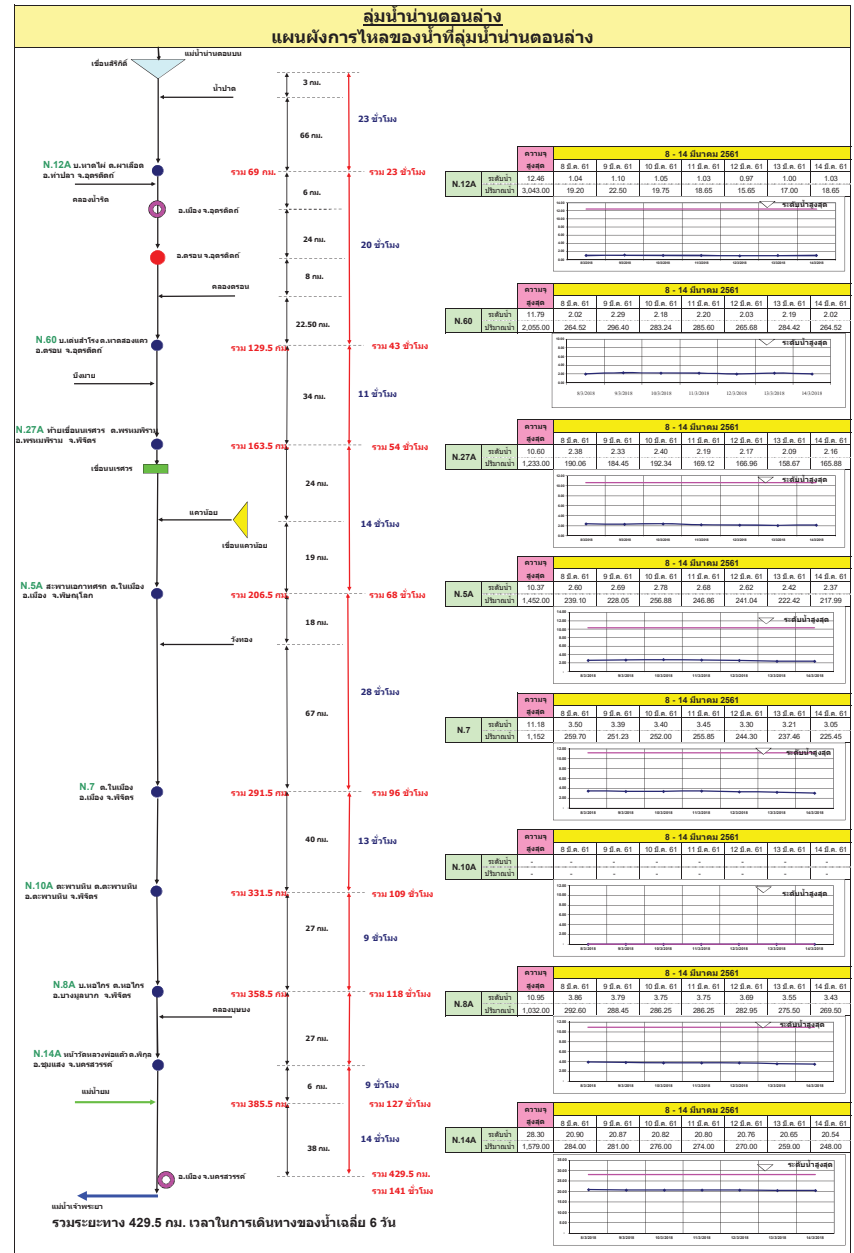 ลุ่มน้ำน่านตอนล่าง
แผนผังการไหลของน้ำที่ลุ่มน้ำน่านตอนล่าง
แม่น้ำน่านตอนบน
เขื่อนสิริกิติ์
3 กม.
น้ำปาด
23 ชั่วโมง
66 กม.
N.12A บ.หาดไผ่ ต.ผาเลือด
อ.ท่าปลา จ.อุตรดิตถ์
รวม 69 กม.
รวม 23 ชั่วโมง
6 กม.
คลองน้ำริด
อ.เมือง จ.อุตรดิตถ์
24 กม.
20 ชั่วโมง
อ.ตรอน จ.อุตรดิตถ์
8 กม.
คลองตรอน
22.50 กม.
N.60 บ.เด่นสำโรง ต.หาดสองแคว
อ.ตรอน จ.อุตรดิตถ์
รวม 129.5 กม.
รวม 43 ชั่วโมง
บึงมาย
34 กม.
11 ชั่วโมง
N.27A ท้ายเขื่อนนเรศวร ต.พรหมพิราม
อ.พรหมพิราม จ.พิจิตร
รวม 163.5 กม.
รวม 54 ชั่วโมง
เขื่อนนเรศวร
24 กม.
แควน้อย
14 ชั่วโมง
เขื่อนแควน้อย
19 กม.
N.5A สะพานเอกาทศรถ ต.ในเมือง
อ.เมือง จ.พิษณุโลก
รวม 206.5 กม.
รวม 68 ชั่วโมง
18 กม.
วังทอง
28 ชั่วโมง
67 กม.
N.7 ต.ในเมือง
อ.เมือง จ.พิจิตร
รวม 291.5 กม.
รวม 96 ชั่วโมง
40 กม.
13 ชั่วโมง
N.10A ตะพานหิน ต.ตะพานหิน
อ.ตะพานหิน จ.พิจิตร
รวม 331.5 กม.
รวม 109 ชั่วโมง
27 กม.
9 ชั่วโมง
N.8A บ.หอไกร ต.หอไกร
อ.บางมูลนาก จ.พิจิตร
รวม 358.5 กม.
รวม 118 ชั่วโมง
คลองบุษบง
27 กม.
N.14A หน้าวัดหลวงพ่อแก้ว ต.พิกุล
อ.ชุมแสง จ.นครสวรรค์
6 กม.
9 ชั่วโมง
แม่น้ำยม
รวม 385.5 กม.
รวม 127 ชั่วโมง
38 กม.
14 ชั่วโมง
อ.เมือง จ.นครสวรรค์
รวม 429.5 กม.
รวม 141 ชั่วโมง
แม่น้ำเจ้าพระยา
รวมระยะทาง 429.5 กม. เวลาในการเดินทางของน้ำเฉลี่ย 6 วัน
ความจุสูงสุด 8 - 14 มีนาคม 2561
8 มี.ค. 61 9 มี.ค. 61 10 มี.ค. 61 11 มี.ค. 61 12 มี.ค. 61 13 มี.ค. 61 14 มี.ค. 61
N.12A ระดับน้ำ 12.46 1.04 1.10 1.05 1.03 0.97 1.00 1.03
ปริมาณน้ำ 3,043.00 19.20 22.50 19.75 18.65 15.65 17.00 18.65
ระดับน้ำสูงสุด
ความจุสูงสุด 8 - 14 มีนาคม 2561
8 มี.ค. 61 9 มี.ค. 61 10 มี.ค. 61 11 มี.ค. 61 12 มี.ค. 61 13 มี.ค. 61 14 มี.ค. 61
N.60 ระดับน้ำ 11.79 2.02 2.29 2.18 2.20 2.03 2.19 2.02
ปริมาณน้ำ 2,055.00 264.52 296.40 283.24 285.60 265.68 284.42 264.52
ระดับน้ำสูงสุด
8/3/2018 9/3/2018 10/3/2018 11/3/2018 12/3/2018 13/3/2018 14/3/2018
ความจุสูงสุด 8 - 14 มีนาคม 2561
8 มี.ค. 61 9 มี.ค. 61 10 มี.ค. 61 11 มี.ค. 61 12 มี.ค. 61 13 มี.ค. 61 14 มี.ค. 61
N.27A ระดับน้ำ 10.60 2.38 2.33 2.40 2.19 2.17 2.09 2.16
ปริมาณน้ำ 1,233.00 190.06 184.45 192.34 169.12 166.96 158.67 165.88
ระดับน้ำสูงสุด
ความจุสูงสุด 8 - 14 มีนาคม 2561
8 มี.ค. 61 9 มี.ค. 61 10 มี.ค. 61 11 มี.ค. 61 12 มี.ค. 61 13 มี.ค. 61 14 มี.ค. 61
N.5A ระดับน้ำ 10.37 2.60 2.69 2.78 2.68 2.62 2.42 2.37
ปริมาณน้ำ 1,452.00 239.10 228.05 256.88 246.86 241.04 222.42 217.99
ระดับน้ำสูงสุด
ความจุสูงสุด 8 - 14 มีนาคม 2561
8 มี.ค. 61 9 มี.ค. 61 10 มี.ค. 61 11 มี.ค. 61 12 มี.ค. 61 13 มี.ค. 61 14 มี.ค. 61
N.7 ระดับน้ำ 11.18 3.50 3.39 3.40 3.45 3.30 3.21 3.05
ปริมาณน้ำ 1,152 259.70 251.23 252.00 255.85 244.30 237.46 225.45
ระดับน้ำสูงสุด
ความจุสูงสุด 8 - 14 มีนาคม 2561
8 มี.ค. 61 9 มี.ค. 61 10 มี.ค. 61 11 มี.ค. 61 12 มี.ค. 61 13 มี.ค. 61 14 มี.ค. 61
N.10A ระดับน้ำ - - - - - - - -
ปริมาณน้ำ - - - - - - - -
ระดับน้ำสูงสุด
ความจุสูงสุด 8 - 14 มีนาคม 2561
8 มี.ค. 61 9 มี.ค. 61 10 มี.ค. 61 11 มี.ค. 61 12 มี.ค. 61 13 มี.ค. 61 14 มี.ค. 61
N.8A ระดับน้ำ 10.95 3.86 3.79 3.75 3.75 3.69 3.55 3.43
ปริมาณน้ำ 1,032.00 292.60 288.45 286.25 286.25 282.95 275.50 269.50
ระดับน้ำสูงสุด
ความจุสูงสุด 8 - 14 มีนาคม 2561
8 มี.ค. 61 9 มี.ค. 61 10 มี.ค. 61 11 มี.ค. 61 12 มี.ค. 61 13 มี.ค. 61 14 มี.ค. 61
N.14A ระดับน้ำ 28.30 20.90 20.87 20.82 20.80 20.76 20.65 20.54
ปริมาณน้ำ 1,579.00 284.00 281.00 276.00 274.00 270.00 259.00 248.00
ระดับน้ำสูงสุด